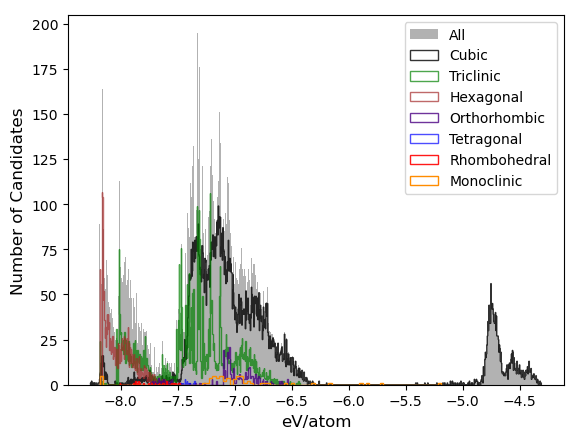 200
175
150
125
100
75
50
25
0
Number of Candidates
All
Cubic
Triclinic
Hexagonal
Orthorhombic
Tetragonal
Rhombohedral
Monoclinic
−8.0 −7.5 −7.0 −6.5 −6.0 −5.5 −5.0 −4.5
eV/atom